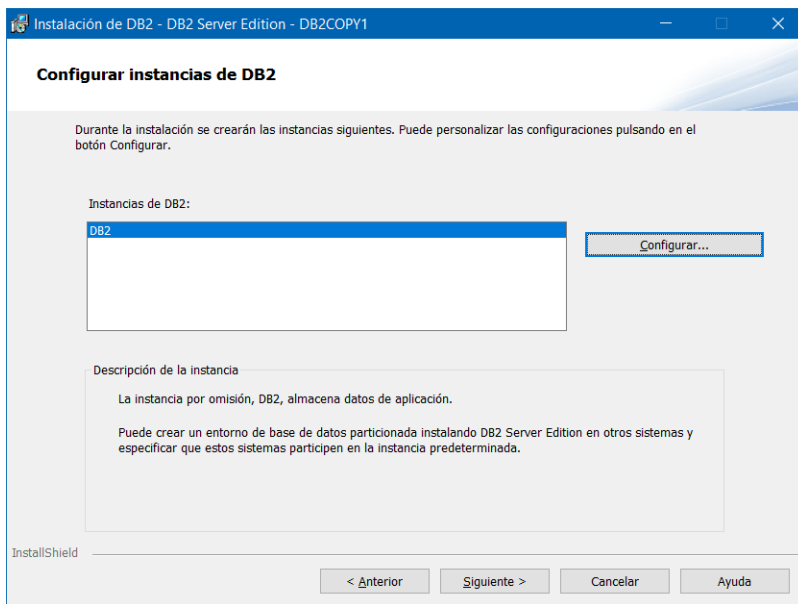 Instalación de DB2 - DB2 Server Edition - DB2COPY1
Configurar instancias de DB2
Durante la instalación se crearán las instancias siguientes. Puede personalizar las configuraciones pulsando en el
botón Configurar.
Instancias de DB2:
DB2
Configurar...
Descripción de la instancia
La instancia por omisión, DB2, almacena datos de aplicación.
Puede crear un entorno de base de datos particionada instalando DB2 Server Edition en otros sistemas y
especificar que estos sistemas participen en la instancia predeterminada.
InstallShield
< Anterior
Siguiente >
Cancelar
Ayuda